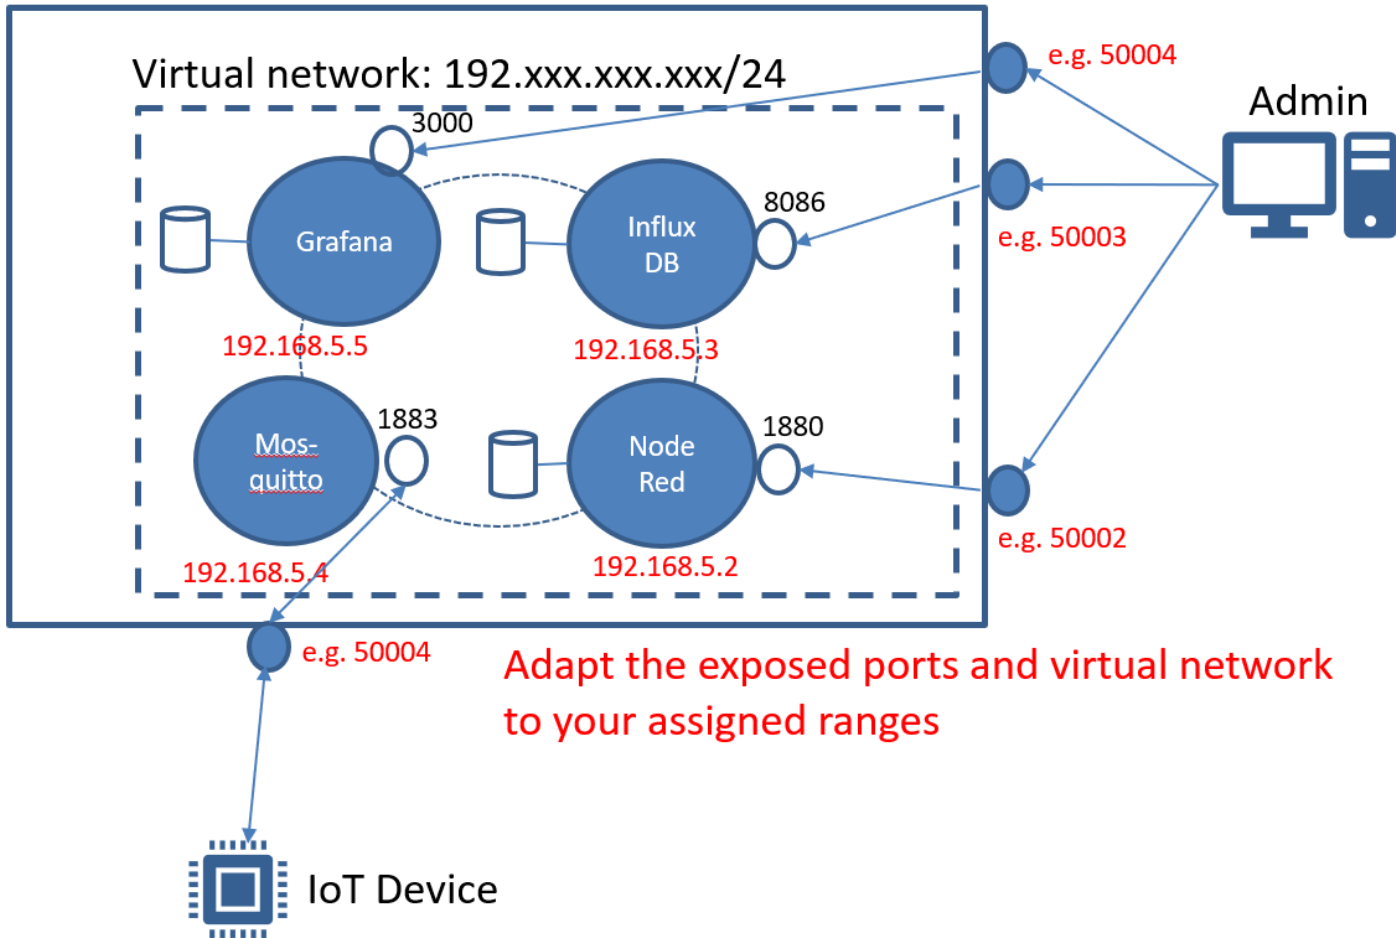 Virtual network: 192.xxx.xxx.xxx/24
e.g. 50004
Admin
3000
Grafana
Influx
DB
8086
e.g. 50003
192.168.5.5
192.168.5.3
Mos-
quitto
1883
Node
Red
1880
192.168.5.4
192.168.5.2
e.g. 50002
e.g. 50004
Adapt the exposed ports and virtual network
to your assigned ranges
IoT Device